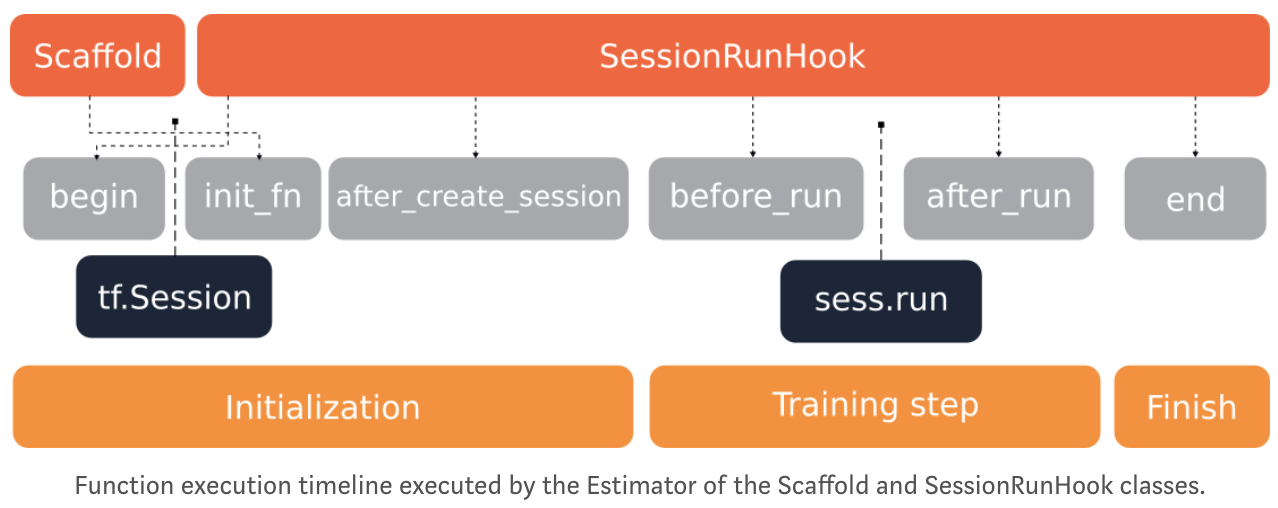 Scaffold
SessionRunHook
begin
init_fn
after_create_session
before_run
after_run
end
tf.Session
sess.run
Initialization
Training step
Finish
Function execution timeline executed by the Estimator of the Scaffold and SessionRunHook classes.